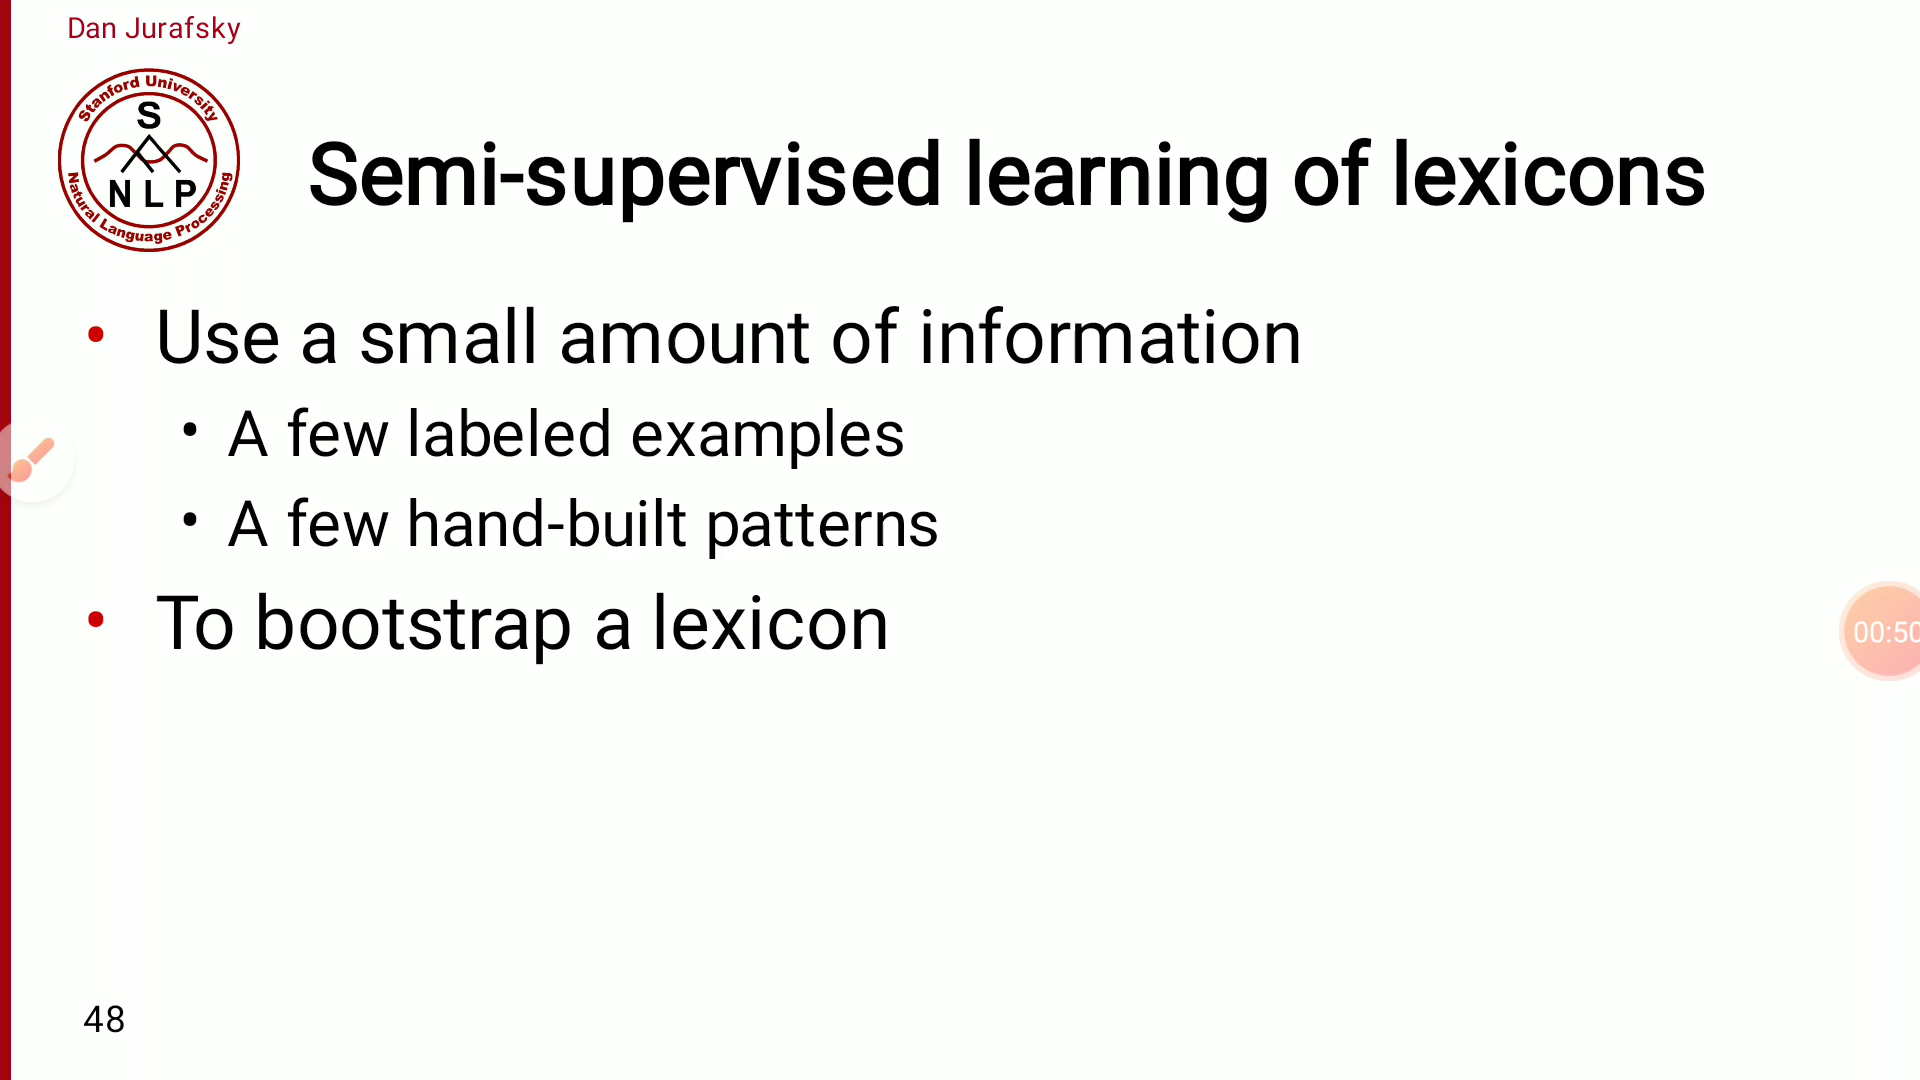 Dan Jurafsky
Stanford University
S
NLP
Natural Language Processing
Semi-supervised learning of lexicons
• Use a small amount of information
• A few labeled examples
• A few hand-built patterns
• To bootstrap a lexicon
00:50
48